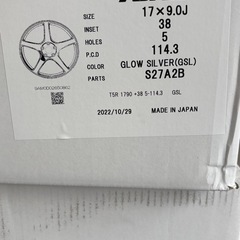 SIZE 17×9.0J
INSET 38
HOLES 5
P.C.D 114.3
COLOR GLOW SILVER(GSL)
PARTS S27A2B
T5R 1790 +38 5-114.3 GSL
2022/10/29 MADE IN JAPAN